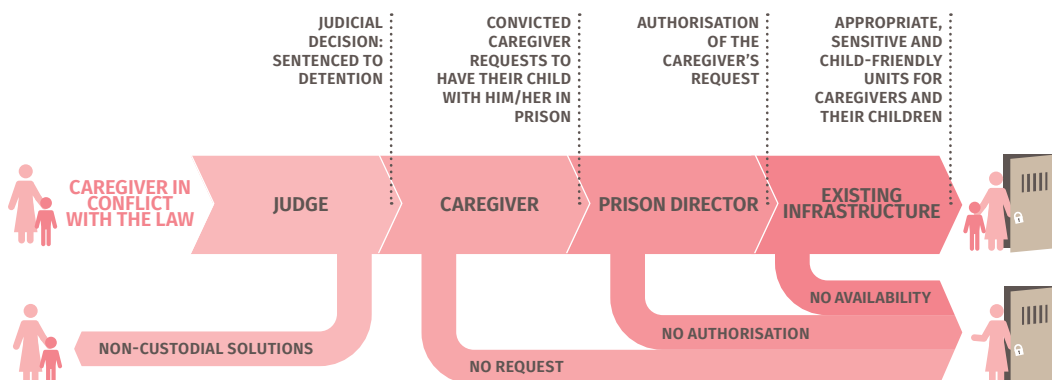 JUDICIAL
DECISION:
SENTENCED TO
DETENTION
CONVICTED
CAREGIVER
REQUESTS TO
HAVE THEIR CHILD
WITH HIM/HER IN
PRISON
AUTHORISATION
OF THE
CAREGIVER'S
REQUEST
APPROPRIATE,
SENSITIVE AND
CHILD-FRIENDLY
UNITS FOR
CAREGIVERS AND
THEIR CHILDREN
CAREGIVER IN
CONFLICT
WITH THE LAW
JUDGE
CAREGIVER
PRISON DIRECTOR
EXISTING
INFRASTRUCTURE
NO AVAILABILITY
NO AUTHORISATION
NON-CUSTODIAL SOLUTIONS
NO REQUEST